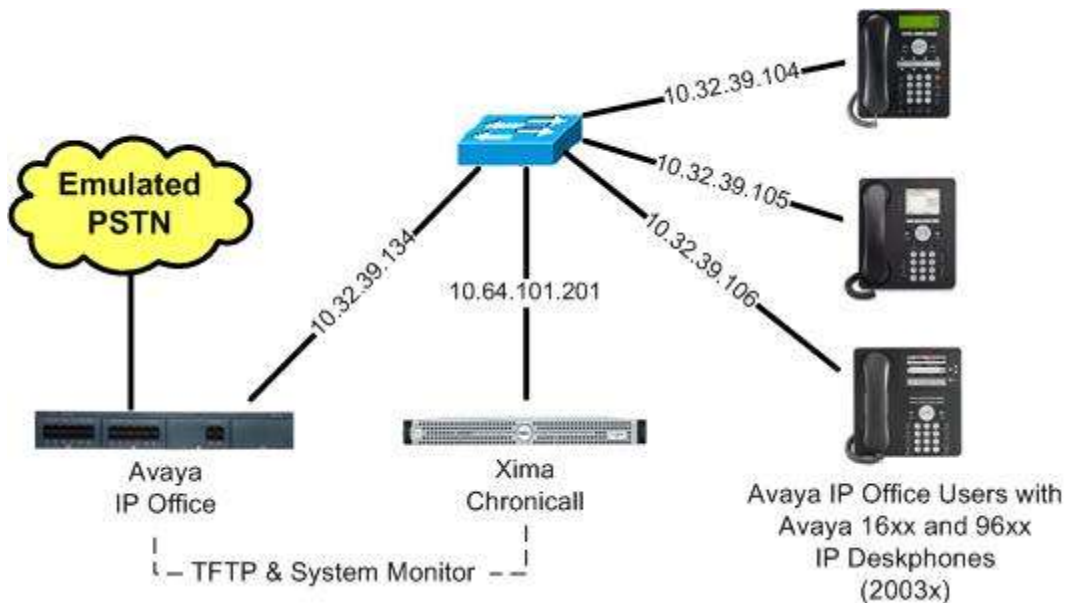 10.32.39.104
Emulated
PSTN
10.32.39.105
10.32.39.134
10.64.101.201
10.32.39.106
Avaya
IP Office
Xima
Chronicall
Avaya IP Office Users with
Avaya 16xx and 96xx
IP Deskphones
(2003x)
TFTP & System Monitor